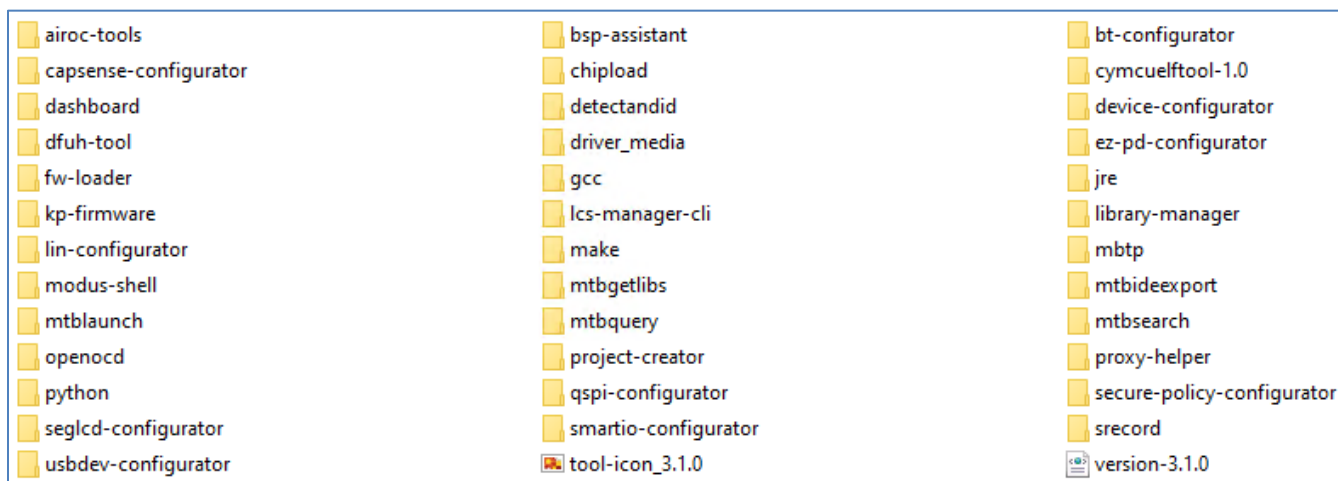 airoc-tools bsp-assistant bt-configurator
capsense-configurator chipload cymcuelftool-1.0
dashboard detectandid device-configurator
dfuh-tool driver_media ez-pd-configurator
fw-loader gcc jre
kp-firmware lcs-manager-cli library-manager
lin-configurator make mbtp
modus-shell mtbgetlibs mtbideexport
mtblaunch mtbquery mtbsearch
openocd project-creator proxy-helper
python qspi-configurator secure-policy-configurator
seglcd-configurator smartio-configurator srecord
usbdev-configurator tool-icon_3.1.0 version-3.1.0